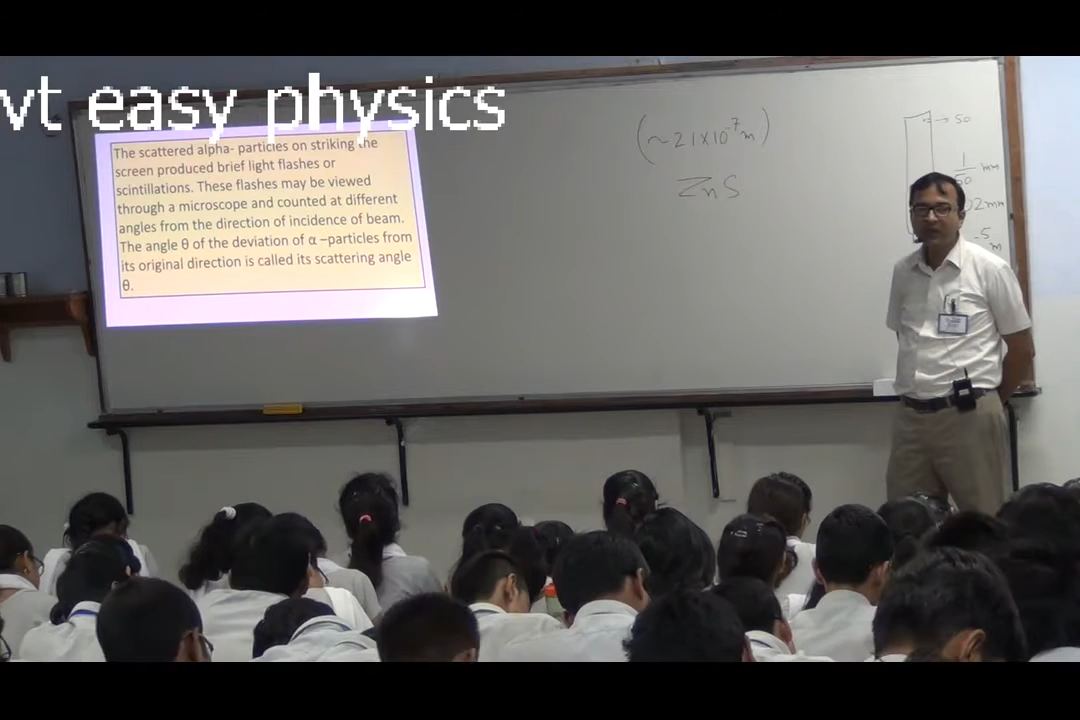 vt easy physics
The scattered alpha- particles on striking the
screen produced brief light flashes or
scintillations. These flashes may be viewed
through a microscope and counted at different
angles from the direction of incidence of beam.
The angle θ of the deviation of α –particles from
its original direction is called its scattering angle
θ.
(~21×10⁻⁷m)
ZnS
→ 50
1/50 mm
02mm
-5 m